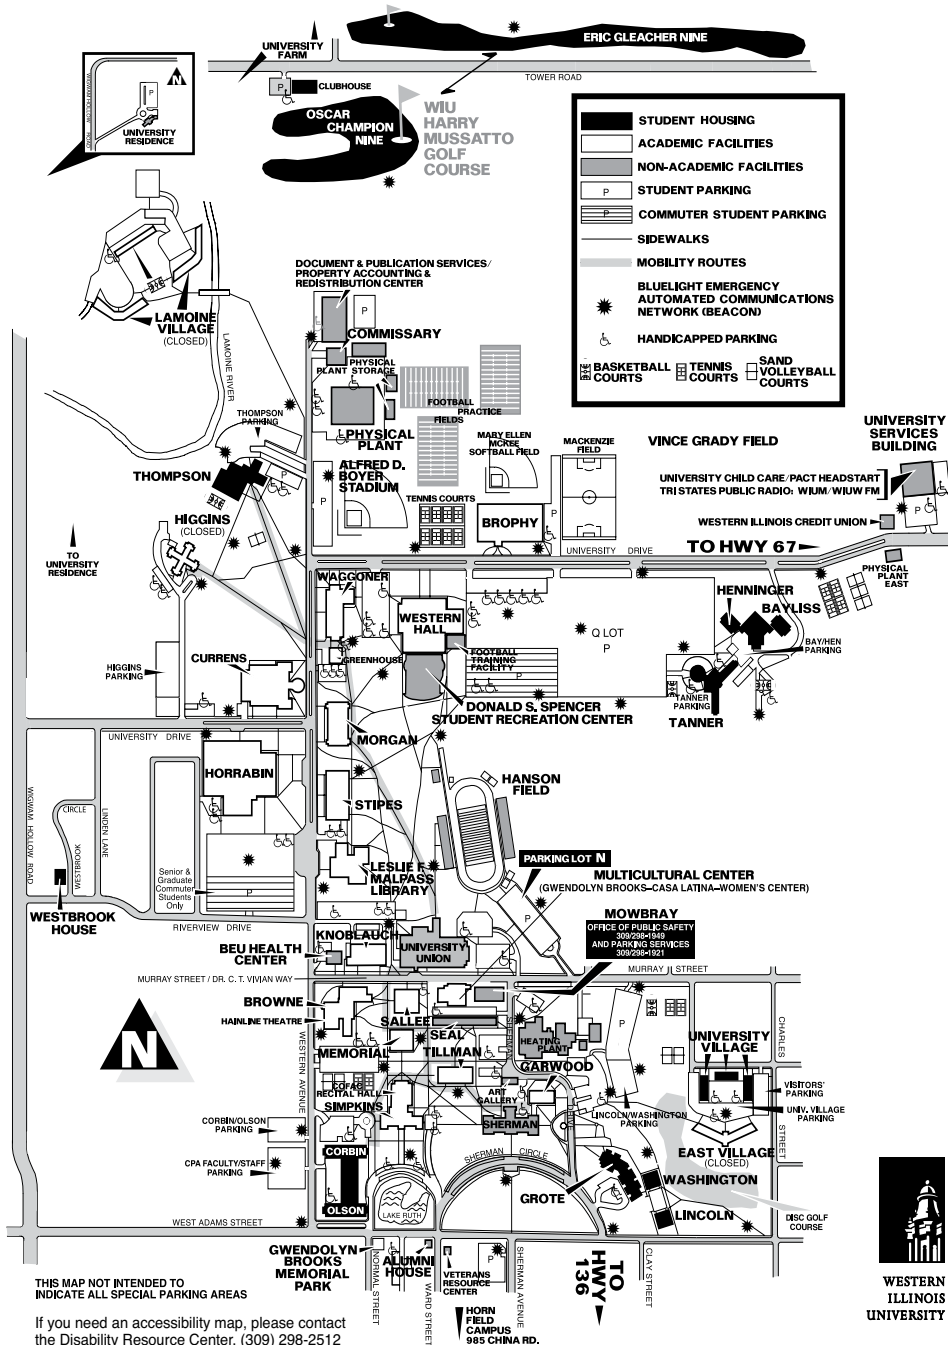 ERIC GLEACHER NINE
UNIVERSITY
FARM
TOWER ROAD
P
CLUBHOUSE
WIGWAM HOLLOW
ROAD
N
P
UNIVERSITY
RESIDENCE
OSCAR
CHAMPION
NINE
WIU
HARRY
MUSSATTO
GOLF
COURSE
STUDENT HOUSING
ACADEMIC FACILITIES
NON-ACADEMIC FACILITIES
P
STUDENT PARKING
COMMUTER STUDENT PARKING
SIDEWALKS
MOBILITY ROUTES
BLUELIGHT EMERGENCY
AUTOMATED COMMUNICATIONS
NETWORK (BEACON)
HANDICAPPED PARKING
BASKETBALL
COURTS
TENNIS
COURTS
SAND
VOLLEYBALL
COURTS
DOCUMENT & PUBLICATION SERVICES/
PROPERTY ACCOUNTING &
REDISTRIBUTION CENTER
P
COMMISSARY
LAMOINE
VILLAGE
(CLOSED)
LAMOINE RIVER
PHYSICAL
PLANT STORAGE
FOOTBALL
PRACTICE
FIELDS
THOMPSON
PARKING
PHYSICAL
PLANT
MARY ELLEN
MCKEE
SOFTBALL FIELD
MACKENZIE
FIELD
VINCE GRADY FIELD
UNIVERSITY
SERVICES
BUILDING
THOMPSON
P
ALFRED D.
BOYER
STADIUM
P
UNIVERSITY CHILD CARE/PACT HEADSTART
TRI STATES PUBLIC RADIO: WIUM/WIUW FM
TENNIS COURTS
HIGGINS
(CLOSED)
BROPHY
P
P
WESTERN ILLINOIS CREDIT UNION
TO
UNIVERSITY
RESIDENCE
UNIVERSITY DRIVE
TO HWY 67
PHYSICAL
PLANT
EAST
WAGGONER
HENNINGER
BAYLISS
WESTERN
HALL
Q LOT
P
BAY/HEN
PARKING
CURRENS
GREENHOUSE
FOOTBALL
TRAINING
FACILITY
P
HIGGINS
PARKING
TANNER
PARKING
TANNER
DONALD S. SPENCER
STUDENT RECREATION CENTER
UNIVERSITY DRIVE
MORGAN
HORRABIN
HANSON
FIELD
WIGWAM HOLLOW ROAD
CIRCLE
WESTBROOK
LINDEN LANE
STIPES
PARKING LOT N
Senior &
Graduate
Commuter
Students
Only
P
LESLIE F.
MALPASS
LIBRARY
MULTICULTURAL CENTER
(GWENDOLYN BROOKS–CASA LATINA–WOMEN'S CENTER)
P
WESTBROOK
HOUSE
RIVERVIEW DRIVE
MOWBRAY
OFFICE OF PUBLIC SAFETY
309/298-1949
AND PARKING SERVICES
309/298-1921
KNOBLAUCH
BEU HEALTH
CENTER
UNIVERSITY
UNION
MURRAY STREET / DR. C.T. VIVIAN WAY
MURRAY STREET
BROWNE
HAINLINE THEATRE
SALLEE
SEAL
SHERMAN
DRIVE
P
CHARLES
STREET
N
WESTERN AVENUE
MEMORIAL
TILLMAN
HEATING
PLANT
UNIVERSITY
VILLAGE
GARWOOD
COFAC
RECITAL HALL
ART
GALLERY
VISITORS'
PARKING
SIMPKINS
SHERMAN
LINCOLN/WASHINGTON
PARKING
UNIV. VILLAGE
PARKING
CORBIN/OLSON
PARKING
CORBIN
EAST VILLAGE
(CLOSED)
SHERMAN CIRCLE
CPA FACULTY/STAFF
PARKING
GROTE
WASHINGTON
OLSON
LAKE RUTH
LINCOLN
DISC GOLF
COURSE
WEST ADAMS STREET
GWENDOLYN
BROOKS
MEMORIAL
PARK
NORMAL STREET
ALUMNI
HOUSE
WARD STREET
VETERANS
RESOURCE
CENTER
P
SHERMAN AVENUE
TO
HWY
136
CLAY STREET
HORN
FIELD
CAMPUS
985 CHINA RD.
THIS MAP NOT INTENDED TO
INDICATE ALL SPECIAL PARKING AREAS
If you need an accessibility map, please contact
the Disability Resource Center, (309) 298-2512
WESTERN
ILLINOIS
UNIVERSITY